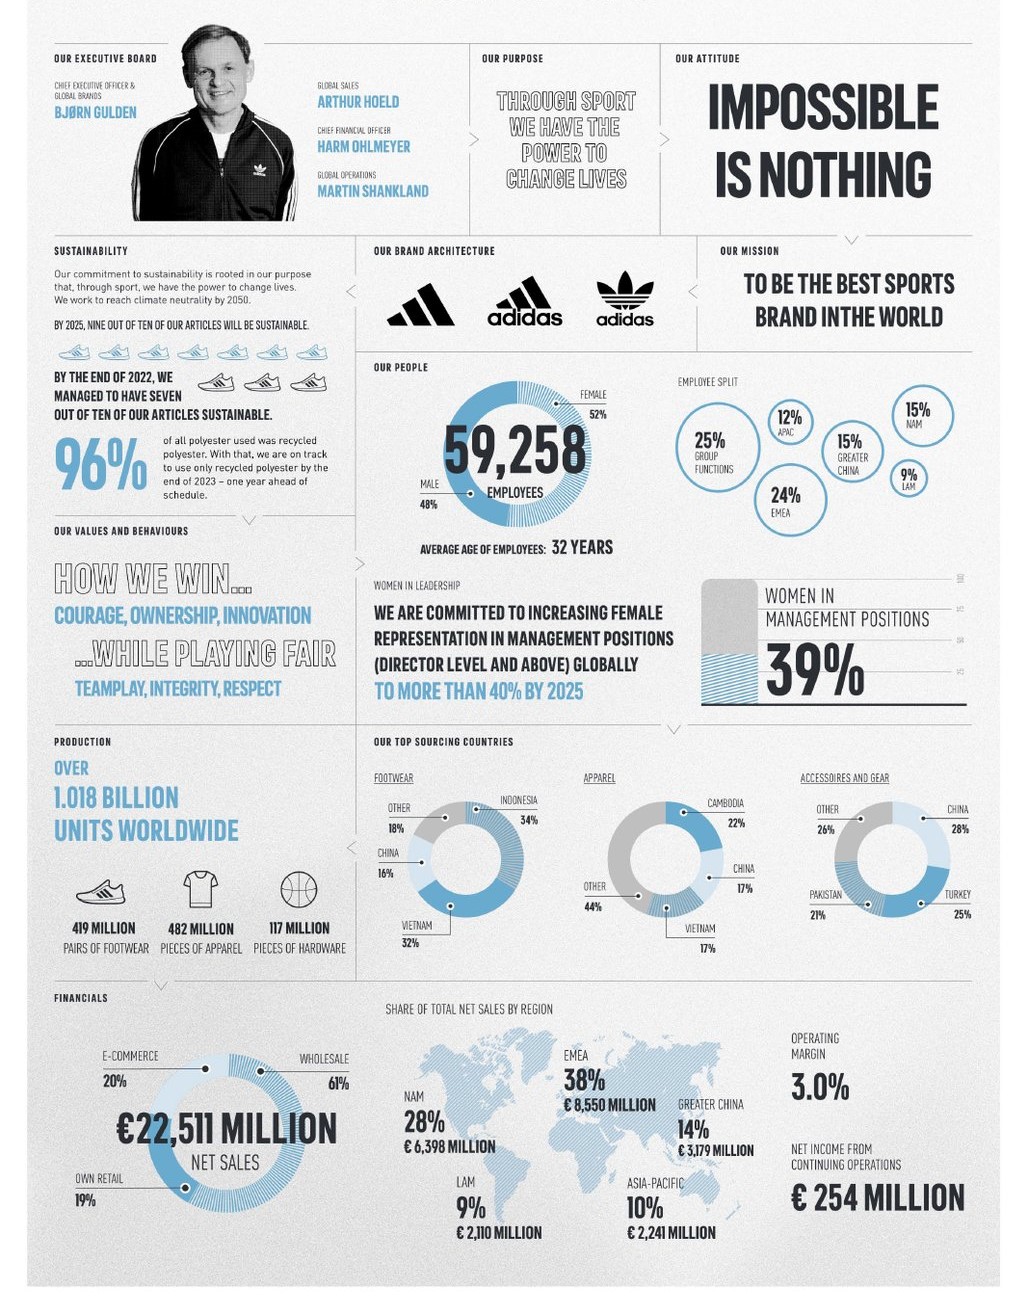 OUR EXECUTIVE BOARD
CHIEF EXECUTIVE OFFICER &
GLOBAL BRANDS
BJØRN GULDEN
GLOBAL SALES
ARTHUR HOELD
CHIEF FINANCIAL OFFICER
HARM OHLMEYER
GLOBAL OPERATIONS
MARTIN SHANKLAND
OUR PURPOSE
THROUGH SPORT
WE HAVE THE
POWER TO
CHANGE LIVES
OUR ATTITUDE
IMPOSSIBLE
IS NOTHING
SUSTAINABILITY
Our commitment to sustainability is rooted in our purpose
that, through sport, we have the power to change lives.
We work to reach climate neutrality by 2050.
BY 2025, NINE OUT OF TEN OF OUR ARTICLES WILL BE SUSTAINABLE.
BY THE END OF 2022, WE
MANAGED TO HAVE SEVEN
OUT OF TEN OF OUR ARTICLES SUSTAINABLE.
96%
of all polyester used was recycled
polyester. With that, we are on track
to use only recycled polyester by the
end of 2023 – one year ahead of
schedule.
OUR BRAND ARCHITECTURE
adidas
adidas
OUR MISSION
TO BE THE BEST SPORTS
BRAND INTHE WORLD
OUR PEOPLE
FEMALE
52%
59,258
EMPLOYEES
MALE
48%
AVERAGE AGE OF EMPLOYEES: 32 YEARS
EMPLOYEE SPLIT
25%
GROUP
FUNCTIONS
12%
APAC
15%
GREATER
CHINA
15%
NAM
24%
EMEA
9%
LAM
OUR VALUES AND BEHAVIOURS
HOW WE WIN...
COURAGE, OWNERSHIP, INNOVATION
...WHILE PLAYING FAIR
TEAMPLAY, INTEGRITY, RESPECT
WOMEN IN LEADERSHIP
WE ARE COMMITTED TO INCREASING FEMALE
REPRESENTATION IN MANAGEMENT POSITIONS
(DIRECTOR LEVEL AND ABOVE) GLOBALLY
TO MORE THAN 40% BY 2025
WOMEN IN
MANAGEMENT POSITIONS
39%
100
75
50
25
PRODUCTION
OVER
1.018 BILLION
UNITS WORLDWIDE
419 MILLION
PAIRS OF FOOTWEAR
482 MILLION
PIECES OF APPAREL
117 MILLION
PIECES OF HARDWARE
OUR TOP SOURCING COUNTRIES
FOOTWEAR
OTHER
18%
INDONESIA
34%
CHINA
16%
VIETNAM
32%
APPAREL
CAMBODIA
22%
CHINA
17%
OTHER
44%
VIETNAM
17%
ACCESSOIRES AND GEAR
OTHER
26%
CHINA
28%
PAKISTAN
21%
TURKEY
25%
FINANCIALS
E-COMMERCE
20%
WHOLESALE
61%
€22,511 MILLION
NET SALES
OWN RETAIL
19%
SHARE OF TOTAL NET SALES BY REGION
NAM
28%
€ 6,398 MILLION
EMEA
38%
€ 8,550 MILLION
GREATER CHINA
14%
€ 3,179 MILLION
LAM
9%
€ 2,110 MILLION
ASIA-PACIFIC
10%
€ 2,241 MILLION
OPERATING
MARGIN
3.0%
NET INCOME FROM
CONTINUING OPERATIONS
€ 254 MILLION